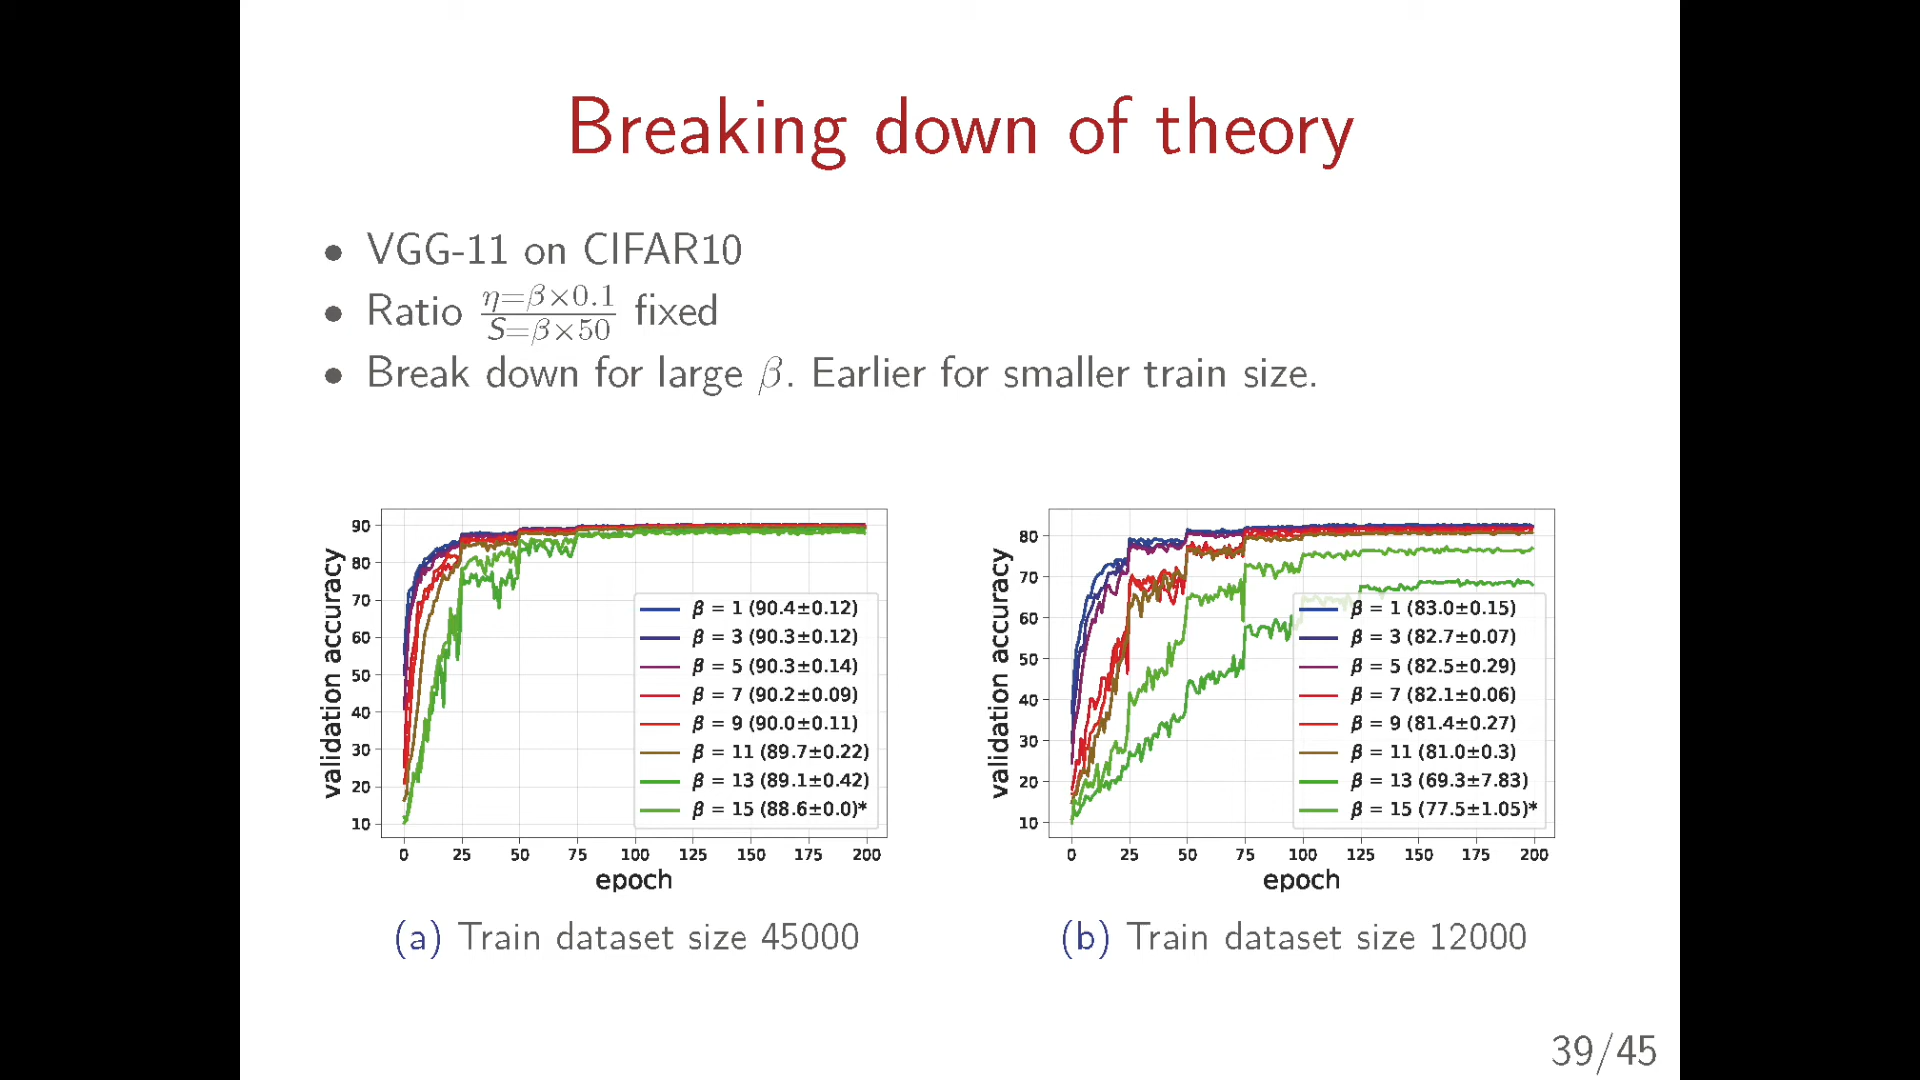 Breaking down of theory
• VGG-11 on CIFAR10
• Ratio η=β×0.1 / S=β×50 fixed
• Break down for large β. Earlier for smaller train size.
validation accuracy
90
80
70
60
50
40
30
20
10
β = 1 (90.4±0.12)
β = 3 (90.3±0.12)
β = 5 (90.3±0.14)
β = 7 (90.2±0.09)
β = 9 (90.0±0.11)
β = 11 (89.7±0.22)
β = 13 (89.1±0.42)
β = 15 (88.6±0.0)*
0 25 50 75 100 125 150 175 200
epoch
(a) Train dataset size 45000
validation accuracy
80
70
60
50
40
30
20
10
β = 1 (83.0±0.15)
β = 3 (82.7±0.07)
β = 5 (82.5±0.29)
β = 7 (82.1±0.06)
β = 9 (81.4±0.27)
β = 11 (81.0±0.3)
β = 13 (69.3±7.83)
β = 15 (77.5±1.05)*
0 25 50 75 100 125 150 175 200
epoch
(b) Train dataset size 12000
39/45